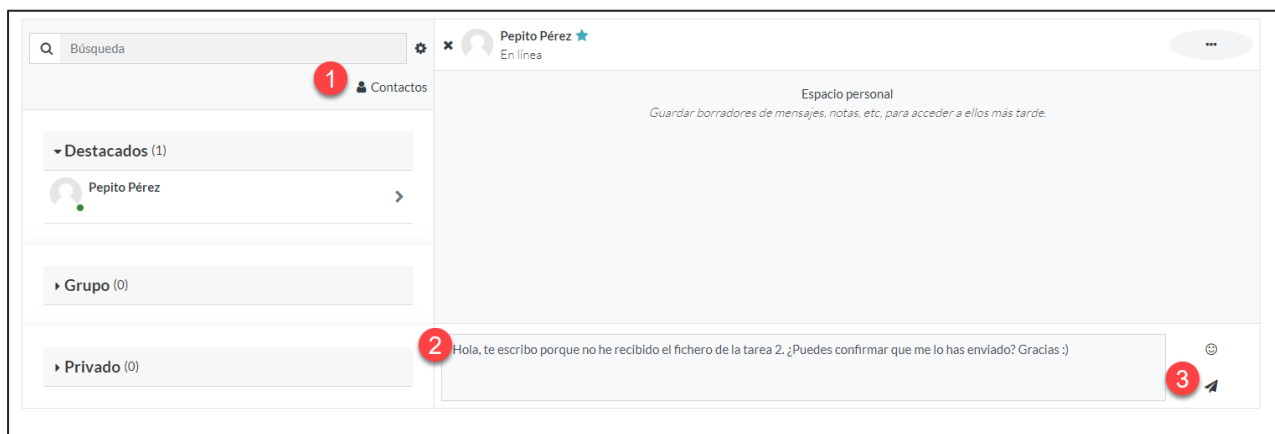 Búsqueda
1
Contactos
Destacados (1)
Pepito Pérez
Grupo (0)
Privado (0)
Pepito Pérez
En línea
Espacio personal
Guardar borradores de mensajes, notas, etc, para acceder a ellos más tarde.
2
Hola, te escribo porque no he recibido el fichero de la tarea 2. ¿Puedes confirmar que me lo has enviado? Gracias :)
3